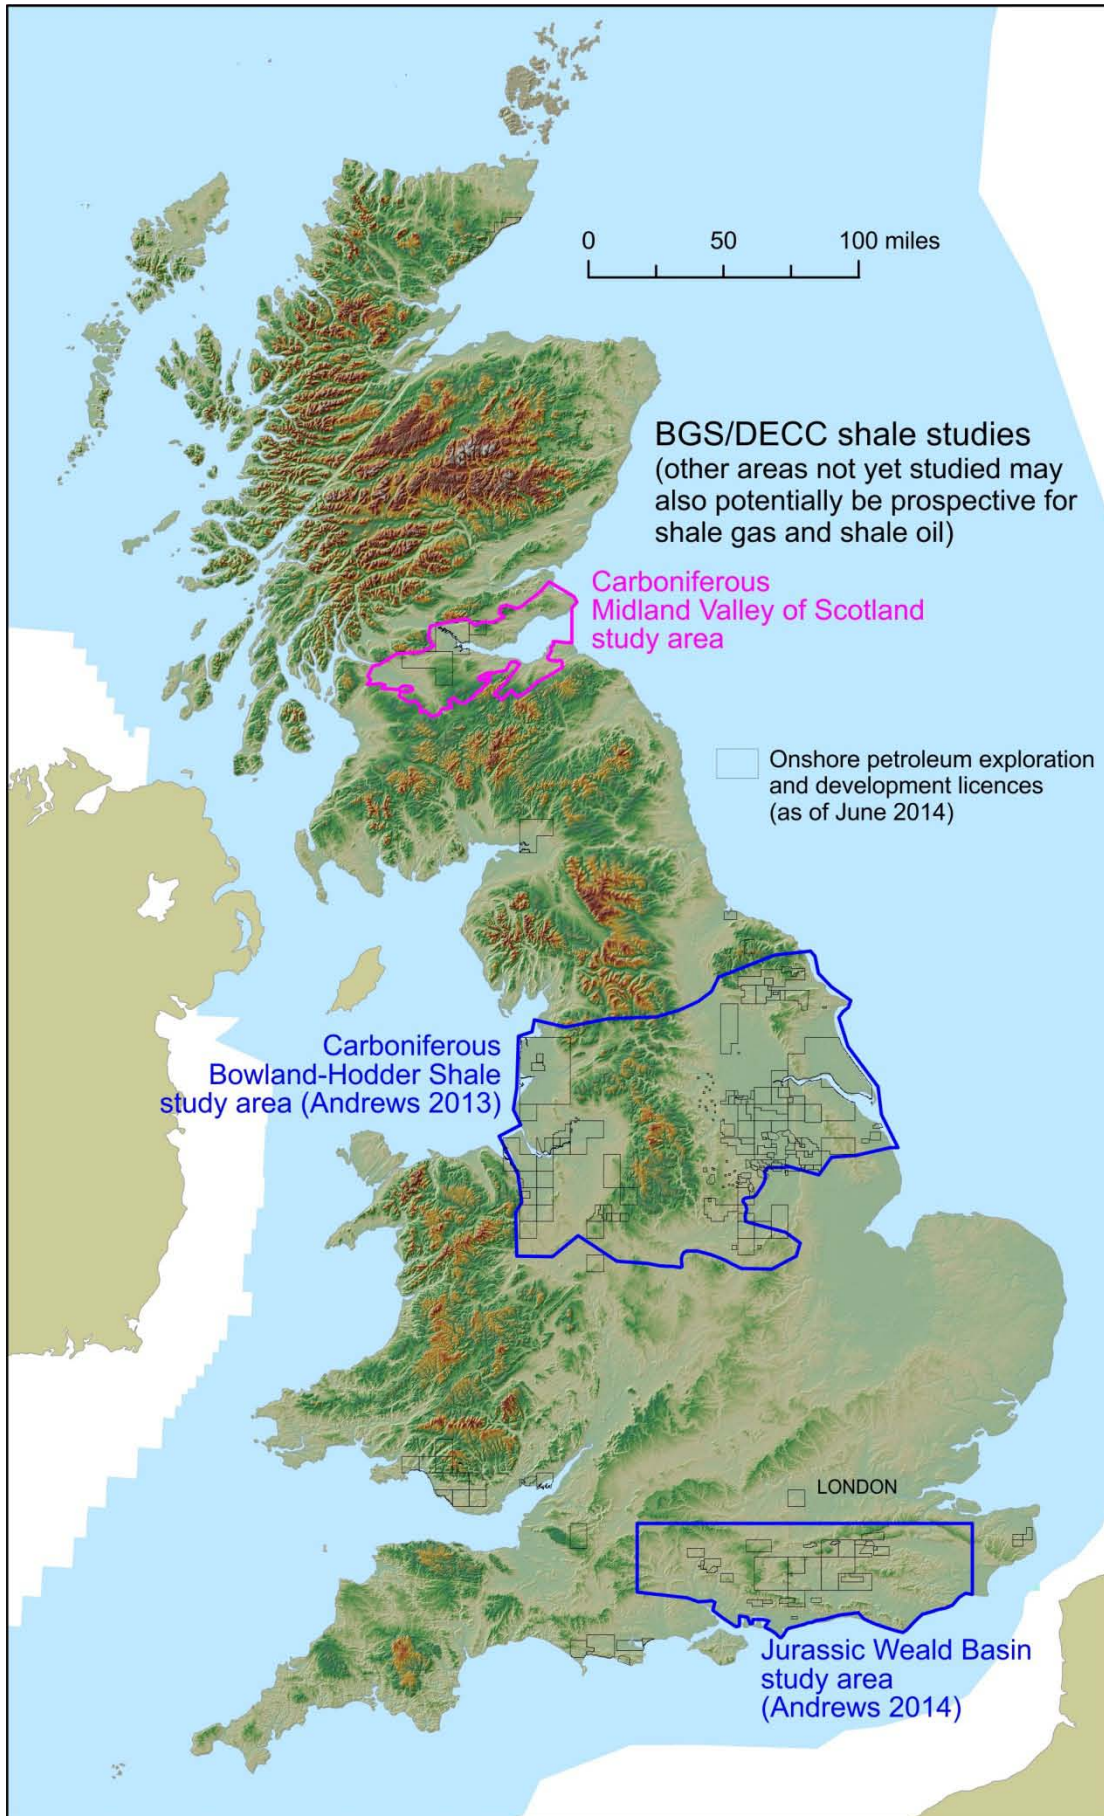 0 50 100 miles
BGS/DECC shale studies
(other areas not yet studied may
also potentially be prospective for
shale gas and shale oil)
Carboniferous
Midland Valley of Scotland
study area
Onshore petroleum exploration
and development licences
(as of June 2014)
Carboniferous
Bowland-Hodder Shale
study area (Andrews 2013)
LONDON
Jurassic Weald Basin
study area
(Andrews 2014)